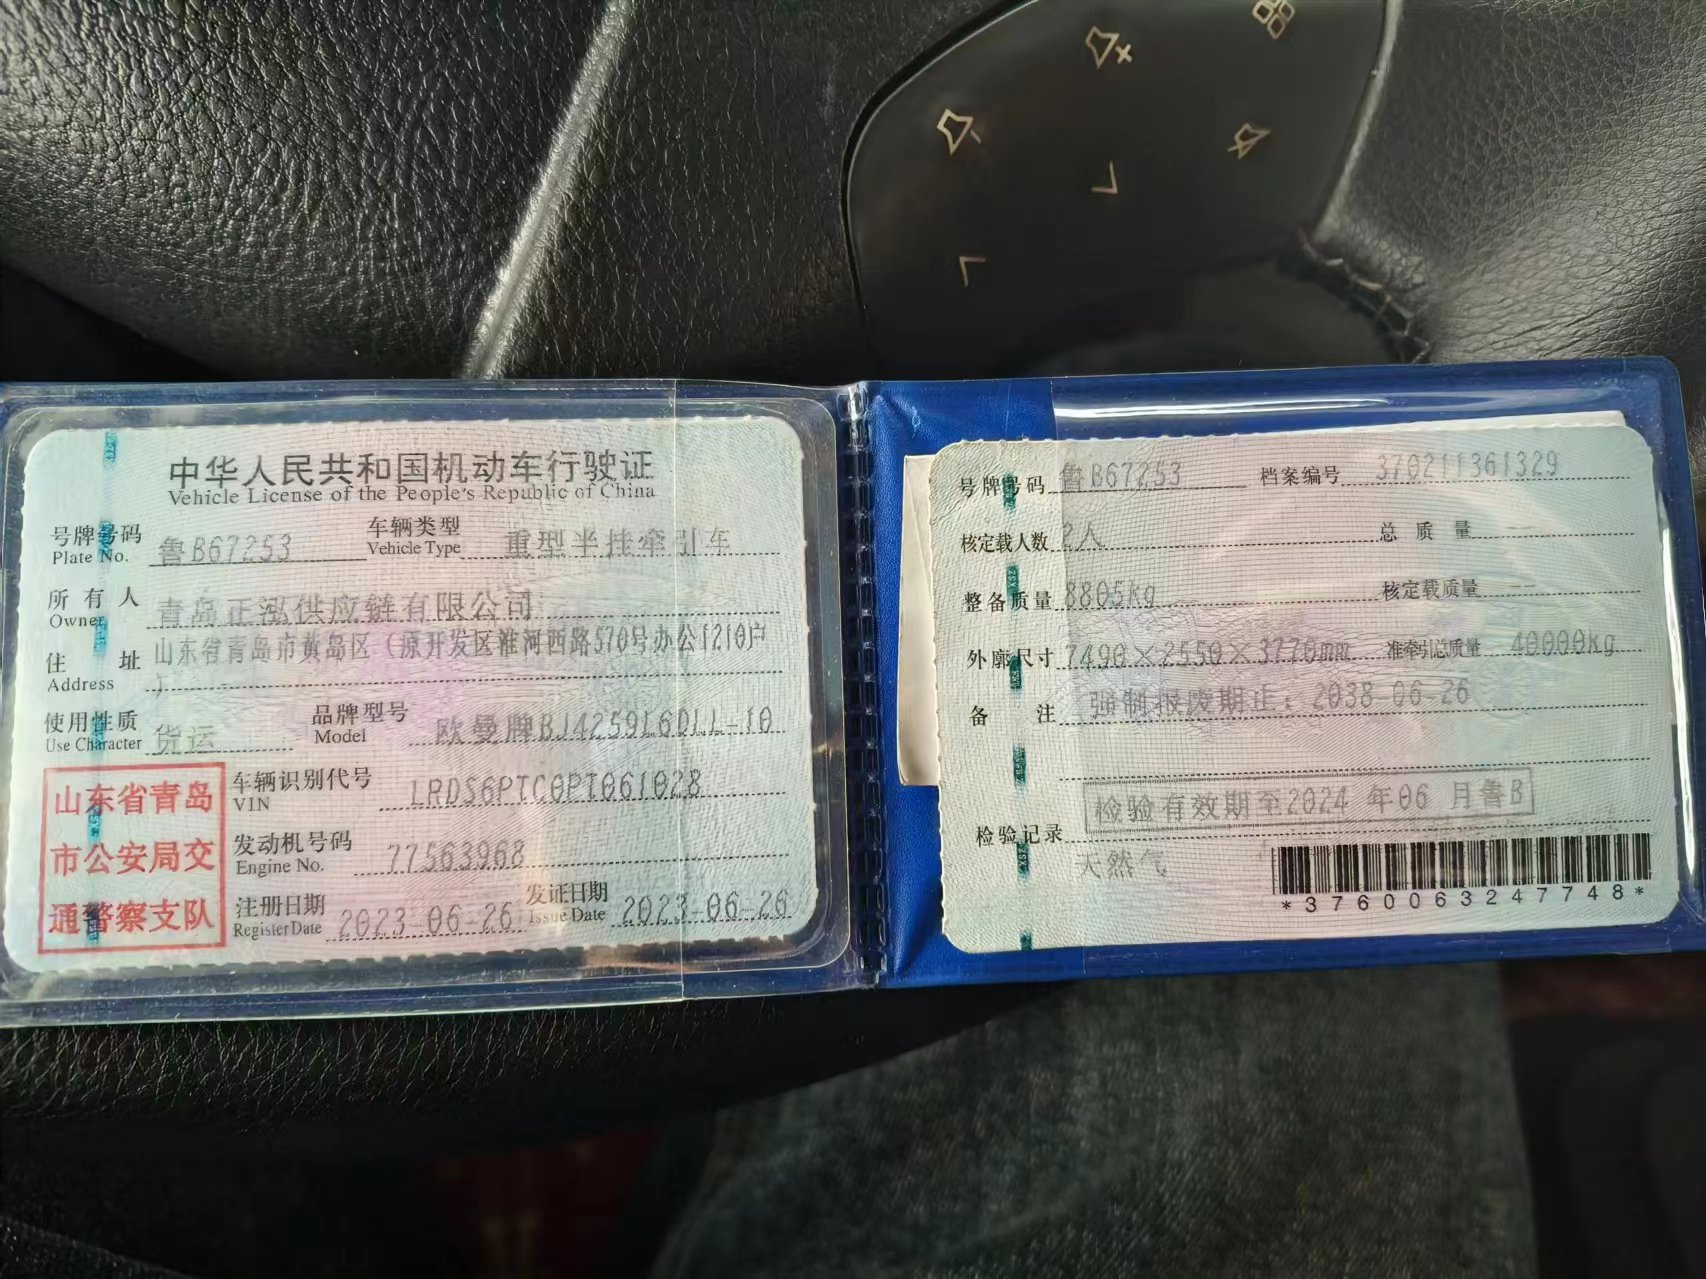 中华人民共和国机动车行驶证
Vehicle License of the People's Republic of China
号牌号码 Plate No. 鲁B67253 车辆类型 Vehicle Type 重型半挂牵引车
所有人 Owner 青岛正泓供应链有限公司
住址 Address 山东省青岛市黄岛区（原开发区淮河西路570号办公1210户
）
使用性质 Use Character 货运 品牌型号 Model 欧曼牌BJ4259L6DLL-10
山东省青岛
市公安局交
通警察支队
车辆识别代号 VIN LRDS6PTC0PT061028
发动机号码 Engine No. 77563968
注册日期 Register Date 2023-06-26 发证日期 Issue Date 2023-06-26
号牌号码 鲁B67253 档案编号 370211361329
核定载人数 2人 总质量 --
整备质量 8805kg 核定载质量 --
外廓尺寸 7490×2550×3770mm 准牵引总质量 40000kg
备注 强制报废期止：2038-06-26
检验有效期至2024年06月鲁B
检验记录
天然气
*3760063247748*